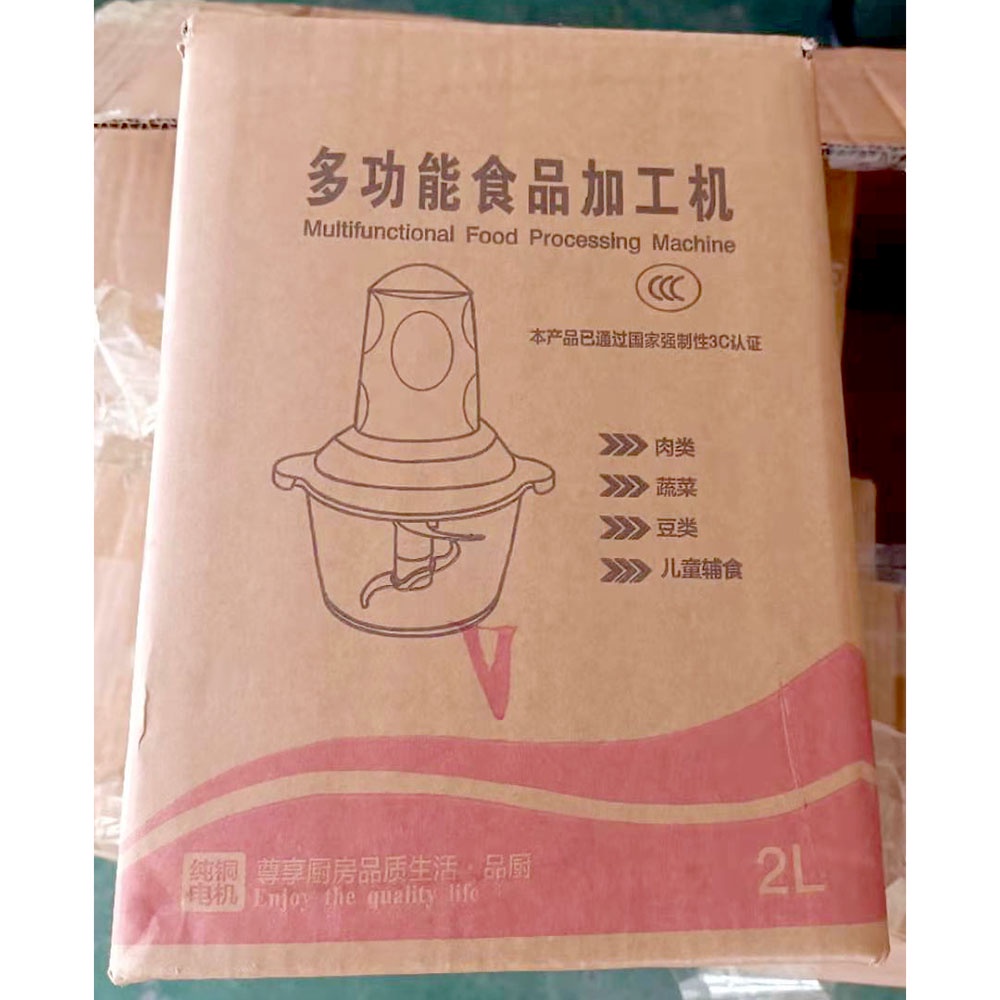 多功能食品加工机
Multifunctional Food Processing Machine
CCC
本产品已通过国家强制性3C认证
肉类
蔬菜
豆类
儿童辅食
纯铜
电机
尊享厨房品质生活·品厨
Enjoy the quality life
2L